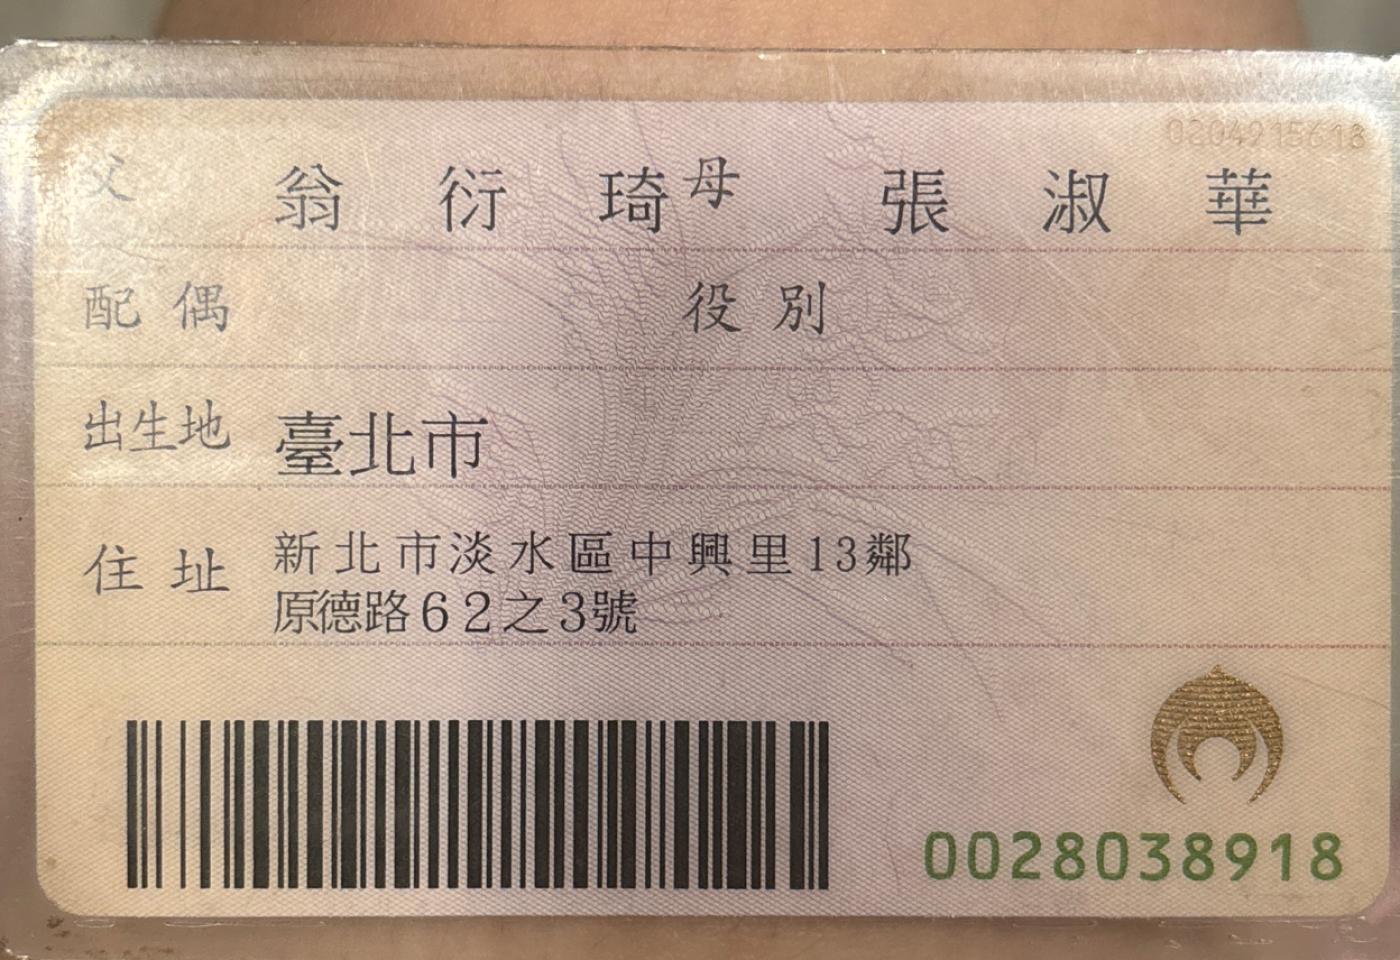 0204915618
父 翁衍琦 母 張淑華
配偶 役別
出生地 臺北市
住址 新北市淡水區中興里13鄰
原德路62之3號
0028038918